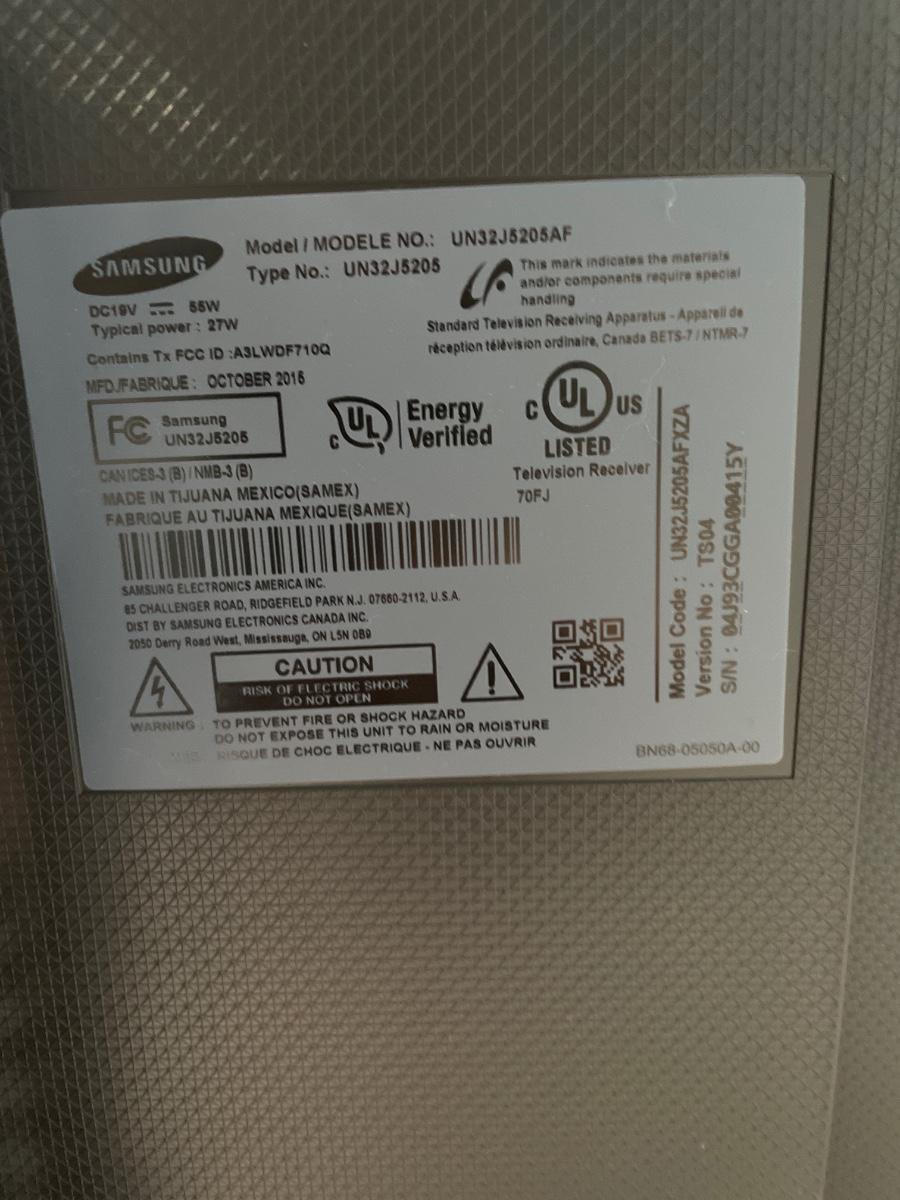 SAMSUNG
Model / MODELE NO.: UN32J5205AF
Type No.: UN32J5205
DC19V 55W
Typical power : 27W
This mark indicates the materials
and/or components require special
handling
Contains Tx FCC ID :A3LWDF710Q
Standard Television Receiving Apparatus - Appareil de
réception télévision ordinaire, Canada BETS-7 / NTMR-7
MFD./FABRIQUE : OCTOBER 2015
FC Samsung
UN32J5205
c UL Energy
Verified
C UL US
LISTED
Television Receiver
70FJ
CAN ICES-3 (B) / NMB-3 (B)
MADE IN TIJUANA MEXICO(SAMEX)
FABRIQUE AU TIJUANA MEXIQUE(SAMEX)
SAMSUNG ELECTRONICS AMERICA INC.
85 CHALLENGER ROAD, RIDGEFIELD PARK N.J. 07660-2112, U.S.A.
DIST BY SAMSUNG ELECTRONICS CANADA INC.
2050 Derry Road West, Mississauga, ON L5N 0B9
CAUTION
RISK OF ELECTRIC SHOCK
DO NOT OPEN
WARNING : TO PREVENT FIRE OR SHOCK HAZARD
DO NOT EXPOSE THIS UNIT TO RAIN OR MOISTURE
RISQUE DE CHOC ELECTRIQUE - NE PAS OUVRIR
Model Code : UN32J5205AFXZA
Version No : TS04
S/N : 04J93CGGA00415Y
BN68-05050A-00